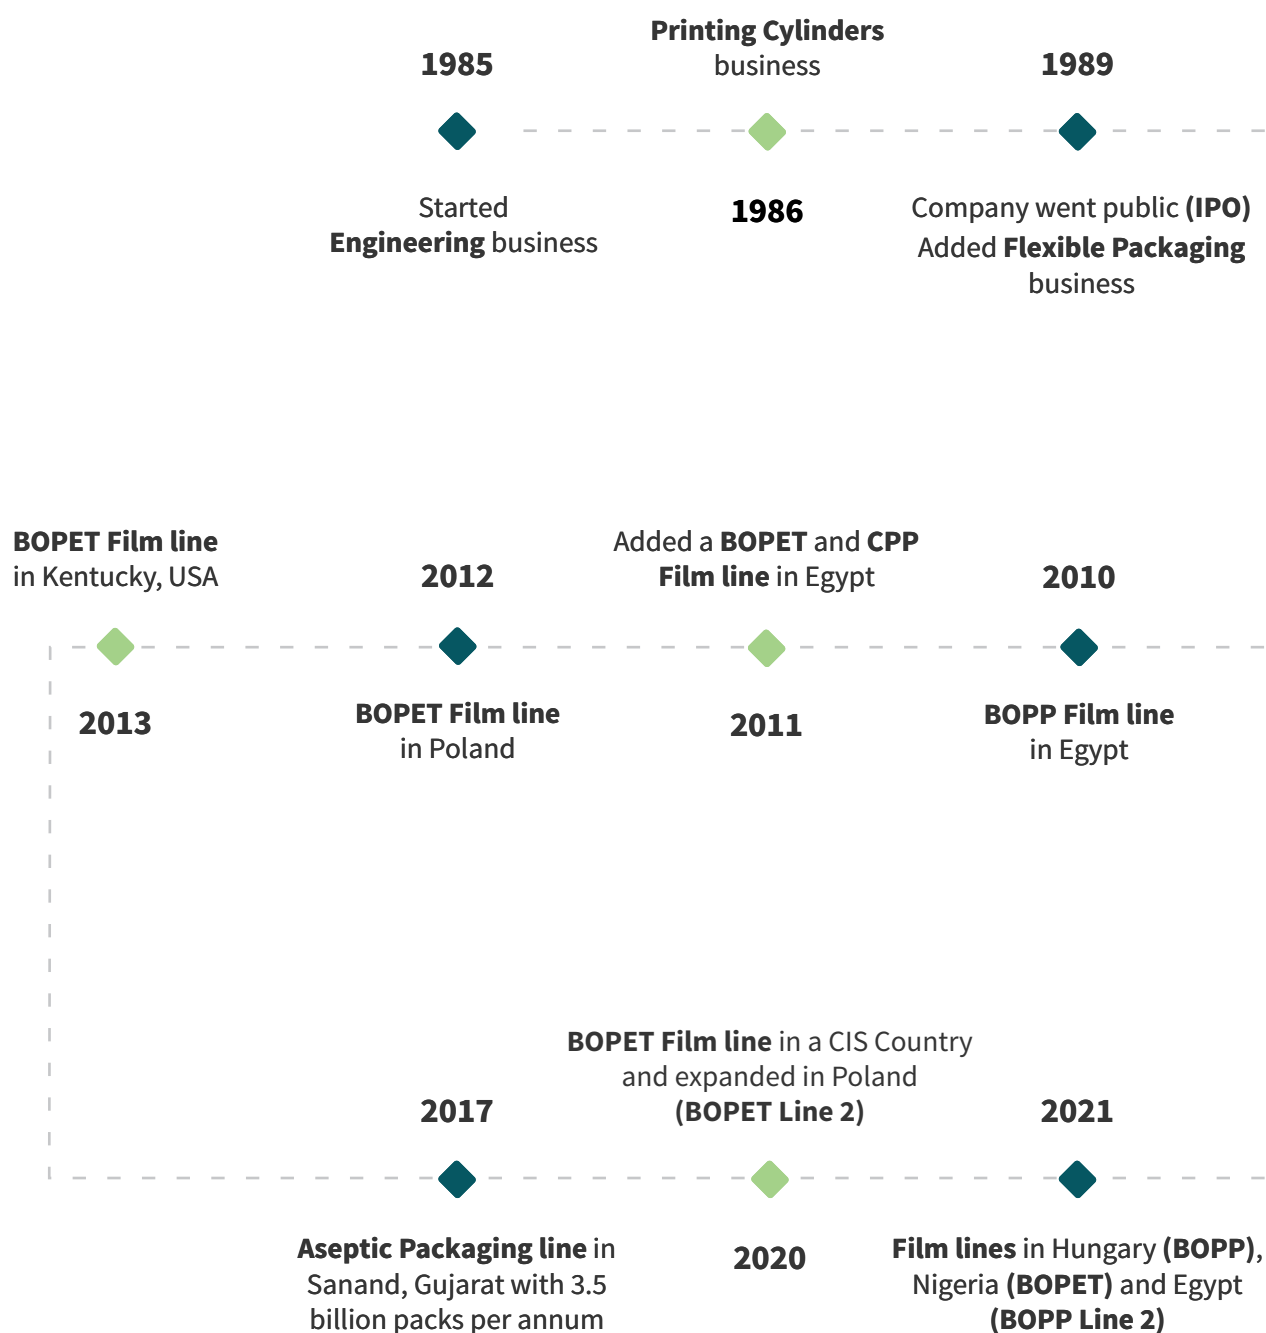 1985
Started
Engineering business
Printing Cylinders
business
1986
1989
Company went public (IPO)
Added Flexible Packaging
business
BOPET Film line
in Kentucky, USA
2013
2012
BOPET Film line
in Poland
Added a BOPET and CPP
Film line in Egypt
2011
2010
BOPP Film line
in Egypt
2017
Aseptic Packaging line in
Sanand, Gujarat with 3.5
billion packs per annum
BOPET Film line in a CIS Country
and expanded in Poland
(BOPET Line 2)
2020
2021
Film lines in Hungary (BOPP),
Nigeria (BOPET) and Egypt
(BOPP Line 2)